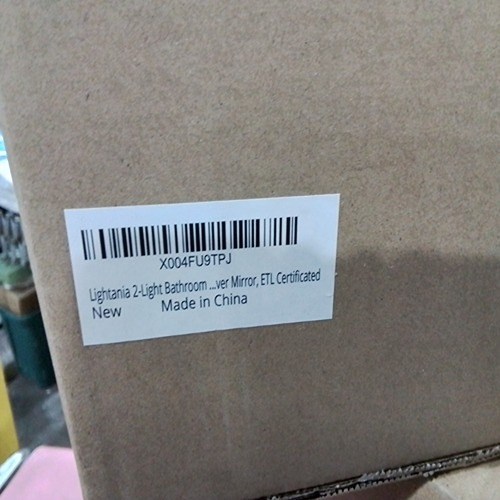 X004FU9TPJ
Lightania 2-Light Bathroom ...ver Mirror, ETL Certificated
New Made in China